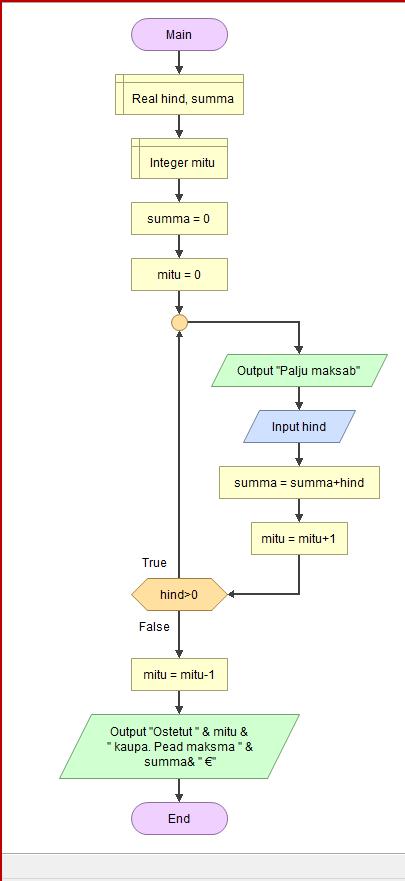 Main
Real hind, summa
Integer mitu
summa = 0
mitu = 0
Output "Palju maksab"
Input hind
summa = summa+hind
mitu = mitu+1
True
hind>0
False
mitu = mitu-1
Output "Ostetut " & mitu &
" kaupa. Pead maksma " &
summa& " €"
End